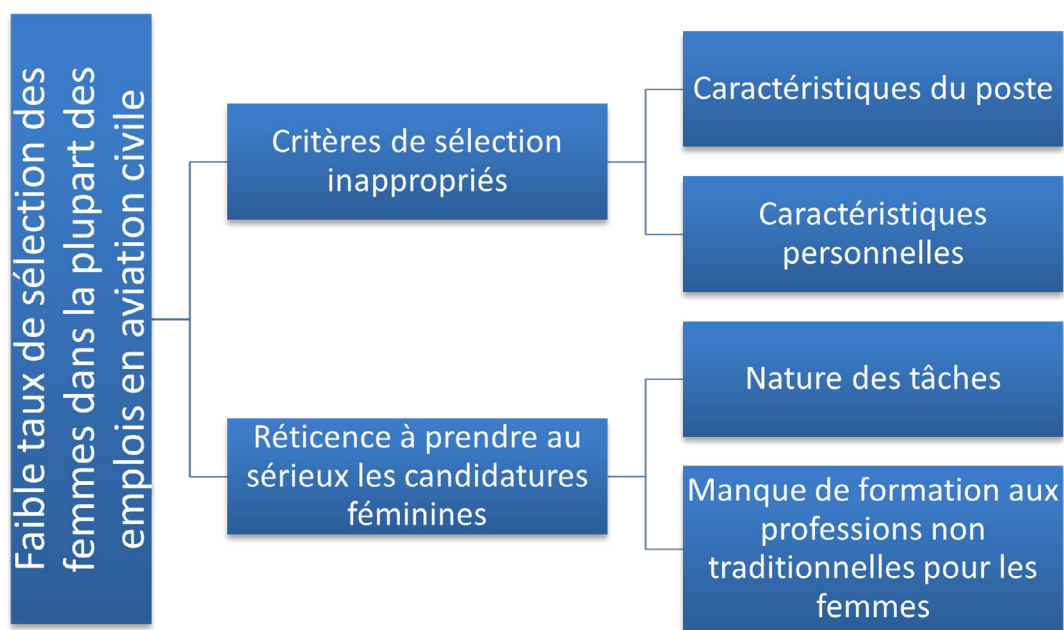 Faible taux de sélection des
femmes dans la plupart des
emplois en aviation civile
Critères de sélection
inappropriés
Caractéristiques du poste
Caractéristiques
personnelles
Réticence à prendre au
sérieux les candidatures
féminines
Nature des tâches
Manque de formation aux
professions non
traditionnelles pour les
femmes